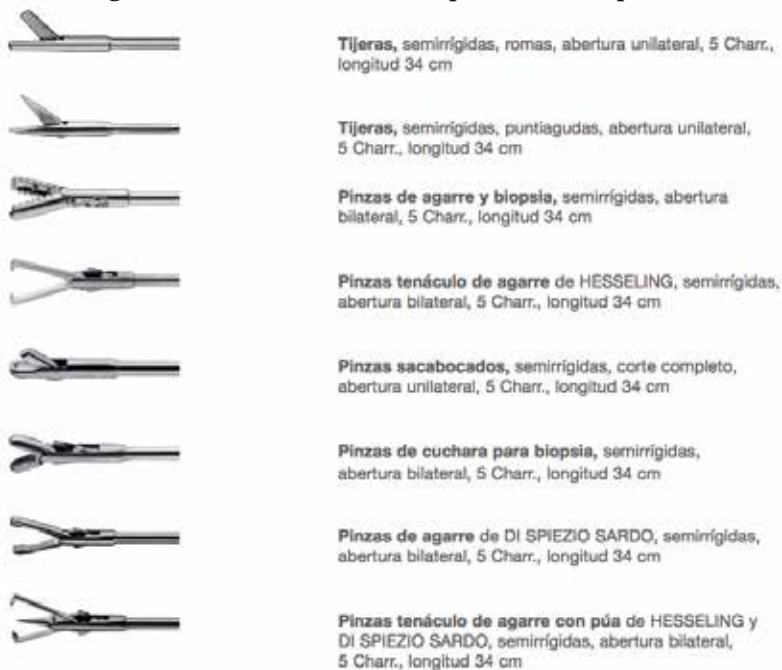 Tijeras, semirrígidas, romas, abertura unilateral, 5 Charr.,
longitud 34 cm
Tijeras, semirrígidas, puntiagudas, abertura unilateral,
5 Charr., longitud 34 cm
Pinzas de agarre y biopsia, semirrígidas, abertura
bilateral, 5 Charr., longitud 34 cm
Pinzas tenáculo de agarre de HESSELING, semirrígidas,
abertura bilateral, 5 Charr., longitud 34 cm
Pinzas sacabocados, semirrígidas, corte completo,
abertura unilateral, 5 Charr., longitud 34 cm
Pinzas de cuchara para biopsia, semirrígidas,
abertura bilateral, 5 Charr., longitud 34 cm
Pinzas de agarre de DI SPIEZIO SARDO, semirrígidas,
abertura bilateral, 5 Charr., longitud 34 cm
Pinzas tenáculo de agarre con púa de HESSELING y
DI SPIEZIO SARDO, semirrígidas, abertura bilateral,
5 Charr., longitud 34 cm